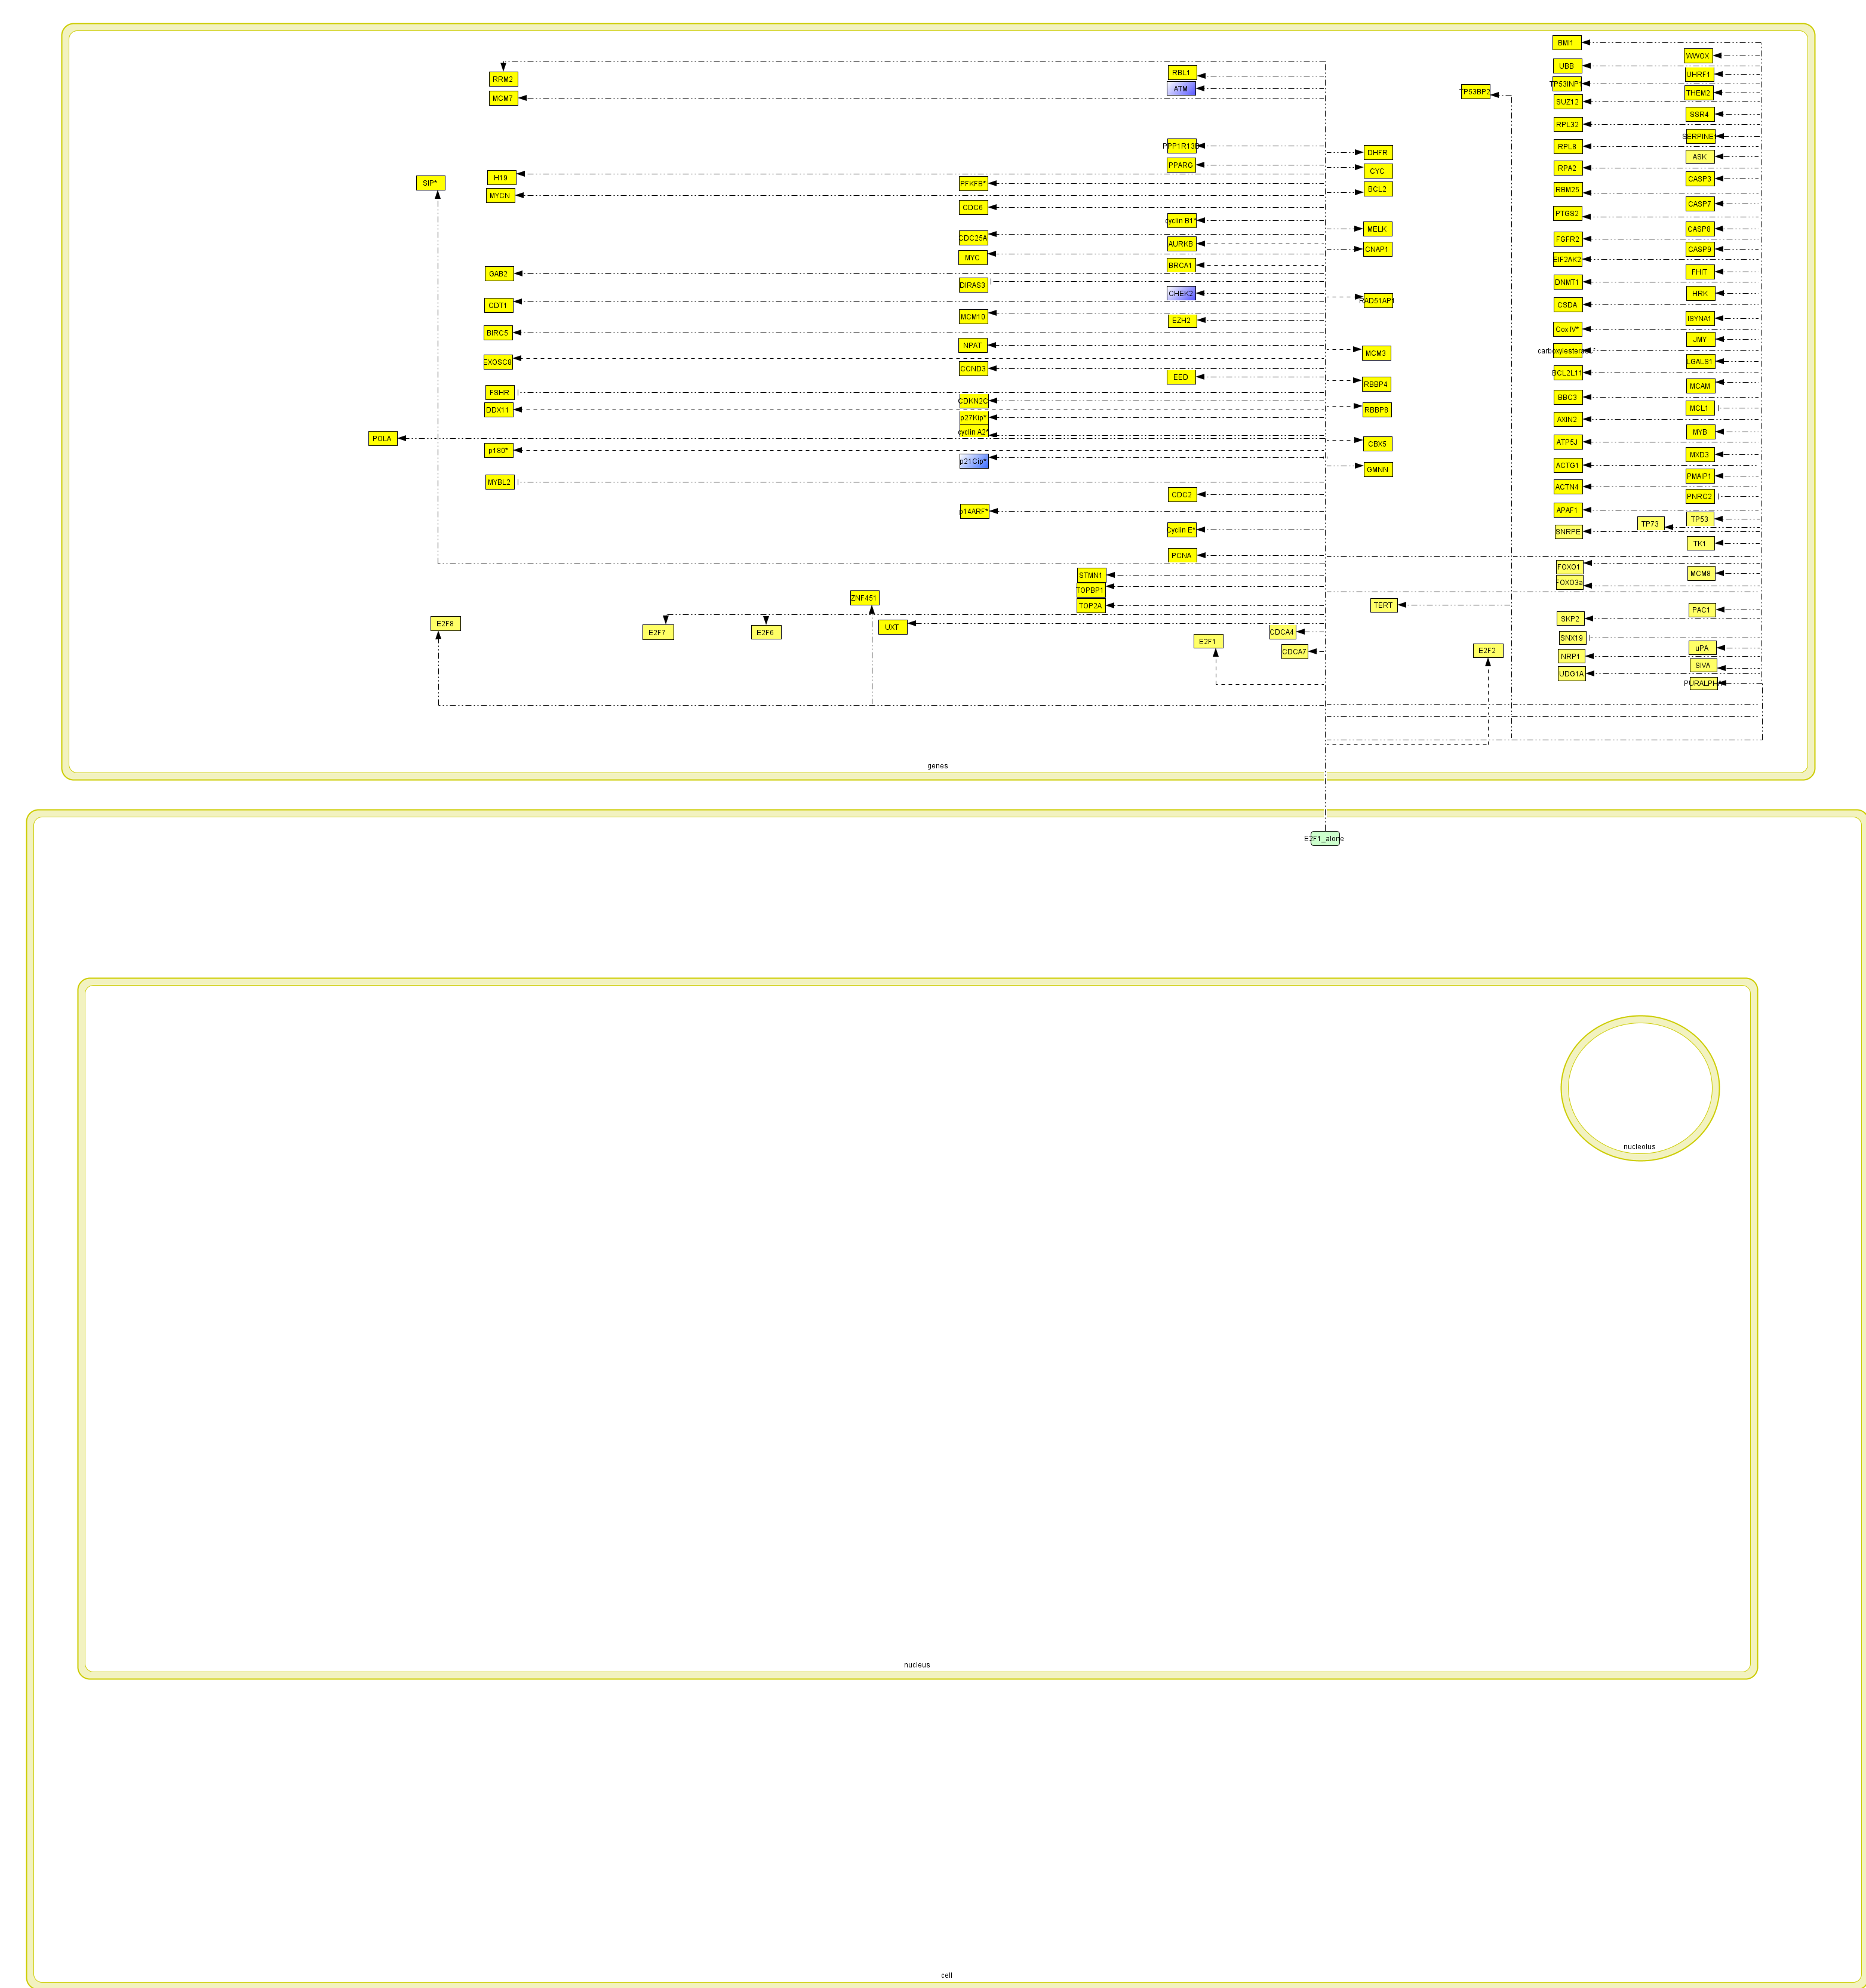 BMI1
WWOX
UBB
RBL1
UHRF1
RRM2
TP53INP1
ATM
TP53BP2
THEM2
MCM7
SUZ12
SSR4
RPL32
SERPINE1
PPP1R13B
RPL8
DHFR
ASK
PPARG
RPA2
CYC
H19
CASP3
SIP*
PFKFB*
BCL2
RBM25
MYCN
CASP7
CDC6
PTGS2
cyclin B1*
MELK
CASP8
CDC25A
FGFR2
AURKB
CNAP1
CASP9
MYC
EIF2AK2
BRCA1
FHIT
GAB2
DNMT1
DIRAS3
CHEK2
HRK
RAD51AP1
CDT1
CSDA
MCM10
EZH2
ISYNA1
BIRC5
Cox IV*
JMY
NPAT
MCM3
carboxylesterase*
EXOSC8
LGALS1
CCND3
BCL2L11
EED
RBBP4
MCAM
FSHR
BBC3
CDKN2C
DDX11
RBBP8
MCL1
p27Kip*
AXIN2
cyclin A2*
MYB
POLA
ATP5J
CBX5
p180*
MXD3
p21Cip*
ACTG1
GMNN
PMAIP1
MYBL2
ACTN4
CDC2
PNRC2
p14ARF*
APAF1
TP53
TP73
Cyclin E*
SNRPE
TK1
PCNA
FOXO1
STMN1
MCM8
FOXO3a
TOPBP1
ZNF451
TOP2A
TERT
PAC1
SKP2
E2F8
UXT
E2F7
E2F6
CDCA4
SNX19
E2F1
uPA
CDCA7
E2F2
NRP1
SIVA
UDG1A
PURALPHA
genes
E2F1_alone
nucleolus
nucleus
cell